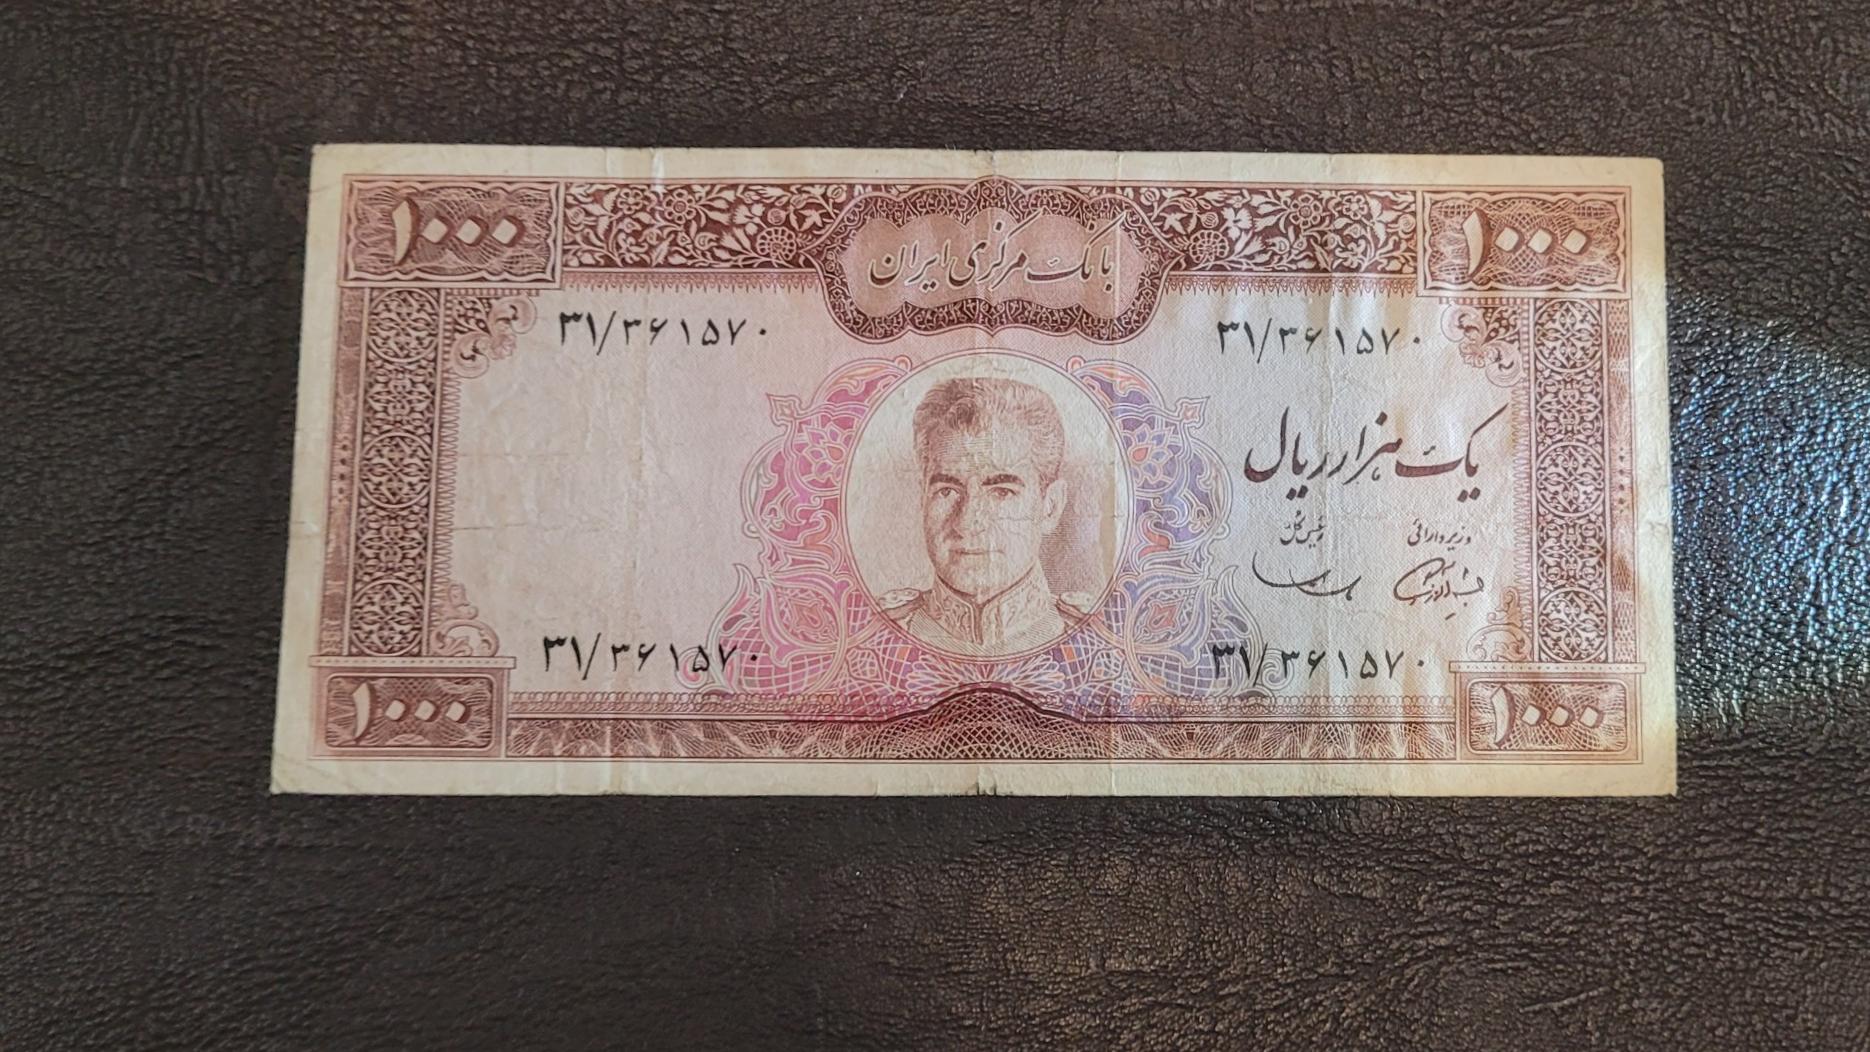 ۱۰۰۰
بانک مرکزی ایران
۱۰۰۰
۳۱/۳۶۱۵۷۰
۳۱/۳۶۱۵۷۰
یک هزار ریال
وزیر دارائی
رئیس کل
۳۱/۳۶۱۵۷۰
۳۱/۳۶۱۵۷۰
۱۰۰۰
۱۰۰۰